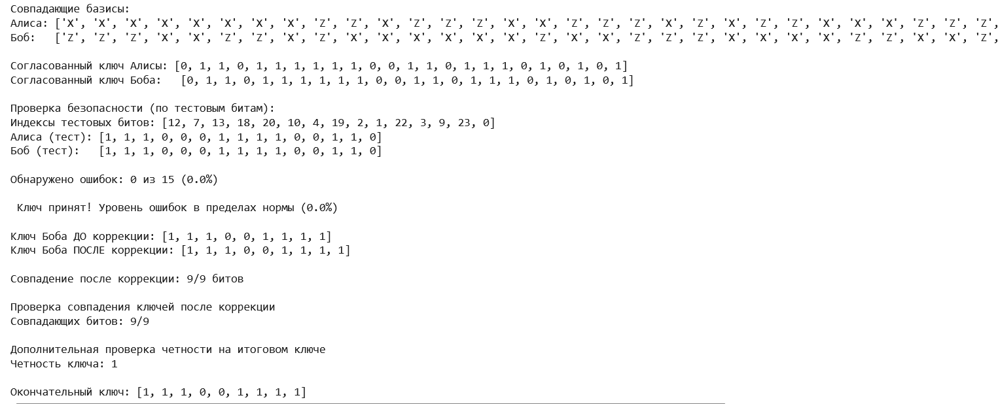 Совпадающие базисы:
Алиса: ['X', 'X', 'X', 'X', 'X', 'X', 'X', 'X', 'Z', 'Z', 'X', 'Z', 'Z', 'Z', 'X', 'X', 'Z', 'Z', 'Z', 'X', 'Z', 'X', 'Z', 'Z', 'X', 'X', 'X', 'Z', 'Z', 'Z',
Боб:   ['Z', 'Z', 'Z', 'X', 'X', 'Z', 'Z', 'X', 'Z', 'X', 'X', 'X', 'X', 'X', 'X', 'Z', 'X', 'X', 'Z', 'Z', 'Z', 'X', 'X', 'X', 'X', 'Z', 'Z', 'X', 'X', 'Z',
Согласованный ключ Алисы: [0, 1, 1, 0, 1, 1, 1, 1, 1, 1, 0, 0, 1, 1, 0, 1, 1, 1, 0, 1, 0, 1, 0, 1]
Согласованный ключ Боба:   [0, 1, 1, 0, 1, 1, 1, 1, 1, 1, 0, 0, 1, 1, 0, 1, 1, 1, 0, 1, 0, 1, 0, 1]
Проверка безопасности (по тестовым битам):
Индексы тестовых битов: [12, 7, 13, 18, 20, 10, 4, 19, 2, 1, 22, 3, 9, 23, 0]
Алиса (тест): [1, 1, 1, 0, 0, 0, 1, 1, 1, 1, 0, 0, 1, 1, 0]
Боб (тест):   [1, 1, 1, 0, 0, 0, 1, 1, 1, 1, 0, 0, 1, 1, 0]
Обнаружено ошибок: 0 из 15 (0.0%)
Ключ принят! Уровень ошибок в пределах нормы (0.0%)
Ключ Боба ДО коррекции: [1, 1, 1, 0, 0, 1, 1, 1, 1]
Ключ Боба ПОСЛЕ коррекции: [1, 1, 1, 0, 0, 1, 1, 1, 1]
Совпадение после коррекции: 9/9 битов
Проверка совпадения ключей после коррекции
Совпадающих битов: 9/9
Дополнительная проверка четности на итоговом ключе
Четность ключа: 1
Окончательный ключ: [1, 1, 1, 0, 0, 1, 1, 1, 1]